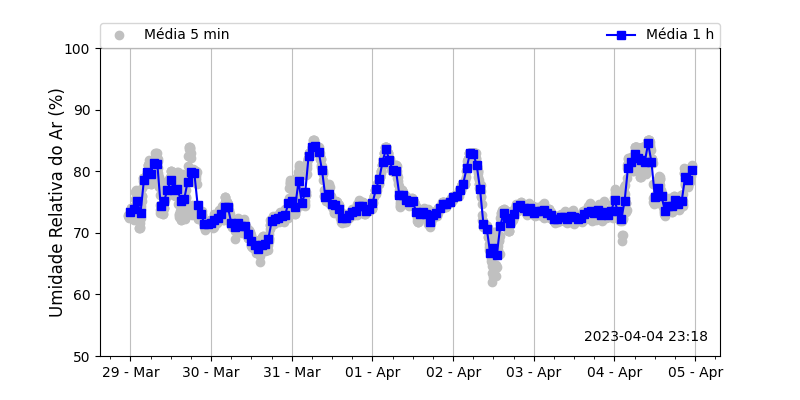 Média 5 min
Média 1 h
Umidade Relativa do Ar (%)
100
90
80
70
60
50
2023-04-04 23:18
29 - Mar
30 - Mar
31 - Mar
01 - Apr
02 - Apr
03 - Apr
04 - Apr
05 - Apr